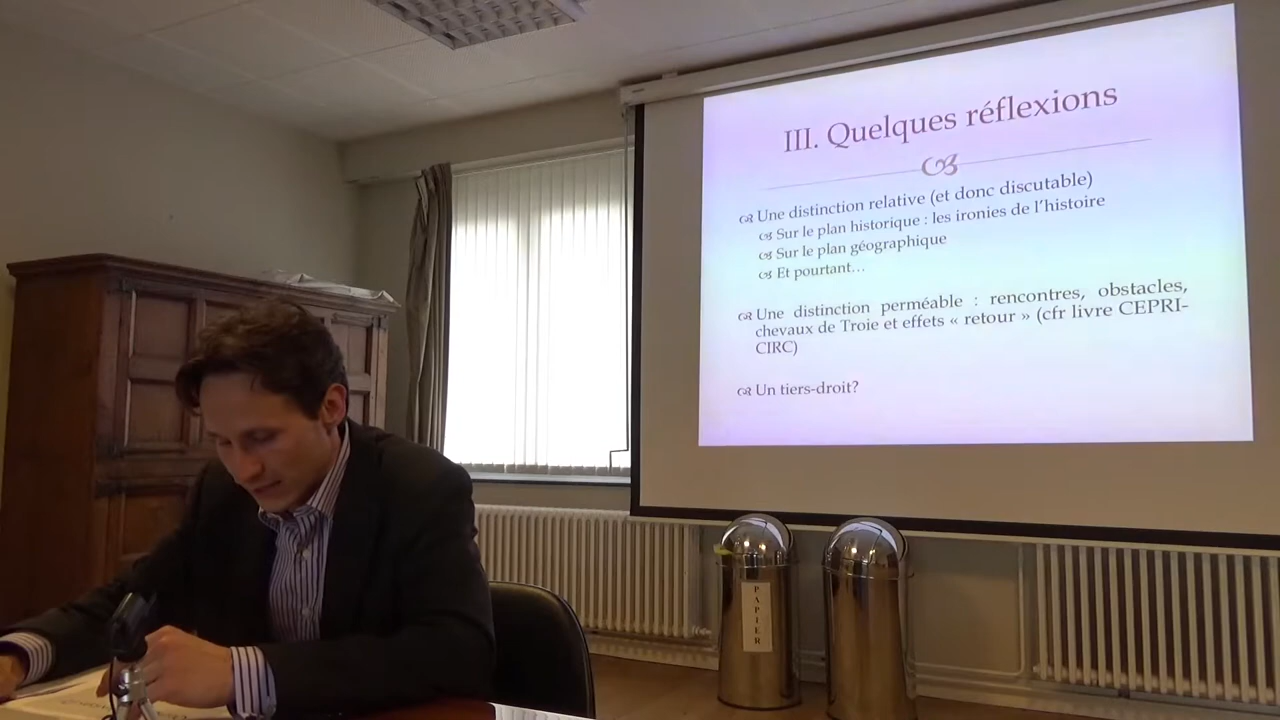 III. Quelques réflexions
Une distinction relative (et donc discutable)
Sur le plan historique : les ironies de l'histoire
Sur le plan géographique
Et pourtant…
Une distinction perméable : rencontres, obstacles,
chevaux de Troie et effets « retour » (cfr livre CEPRI-
CIRC)
Un tiers-droit?
PAPIER